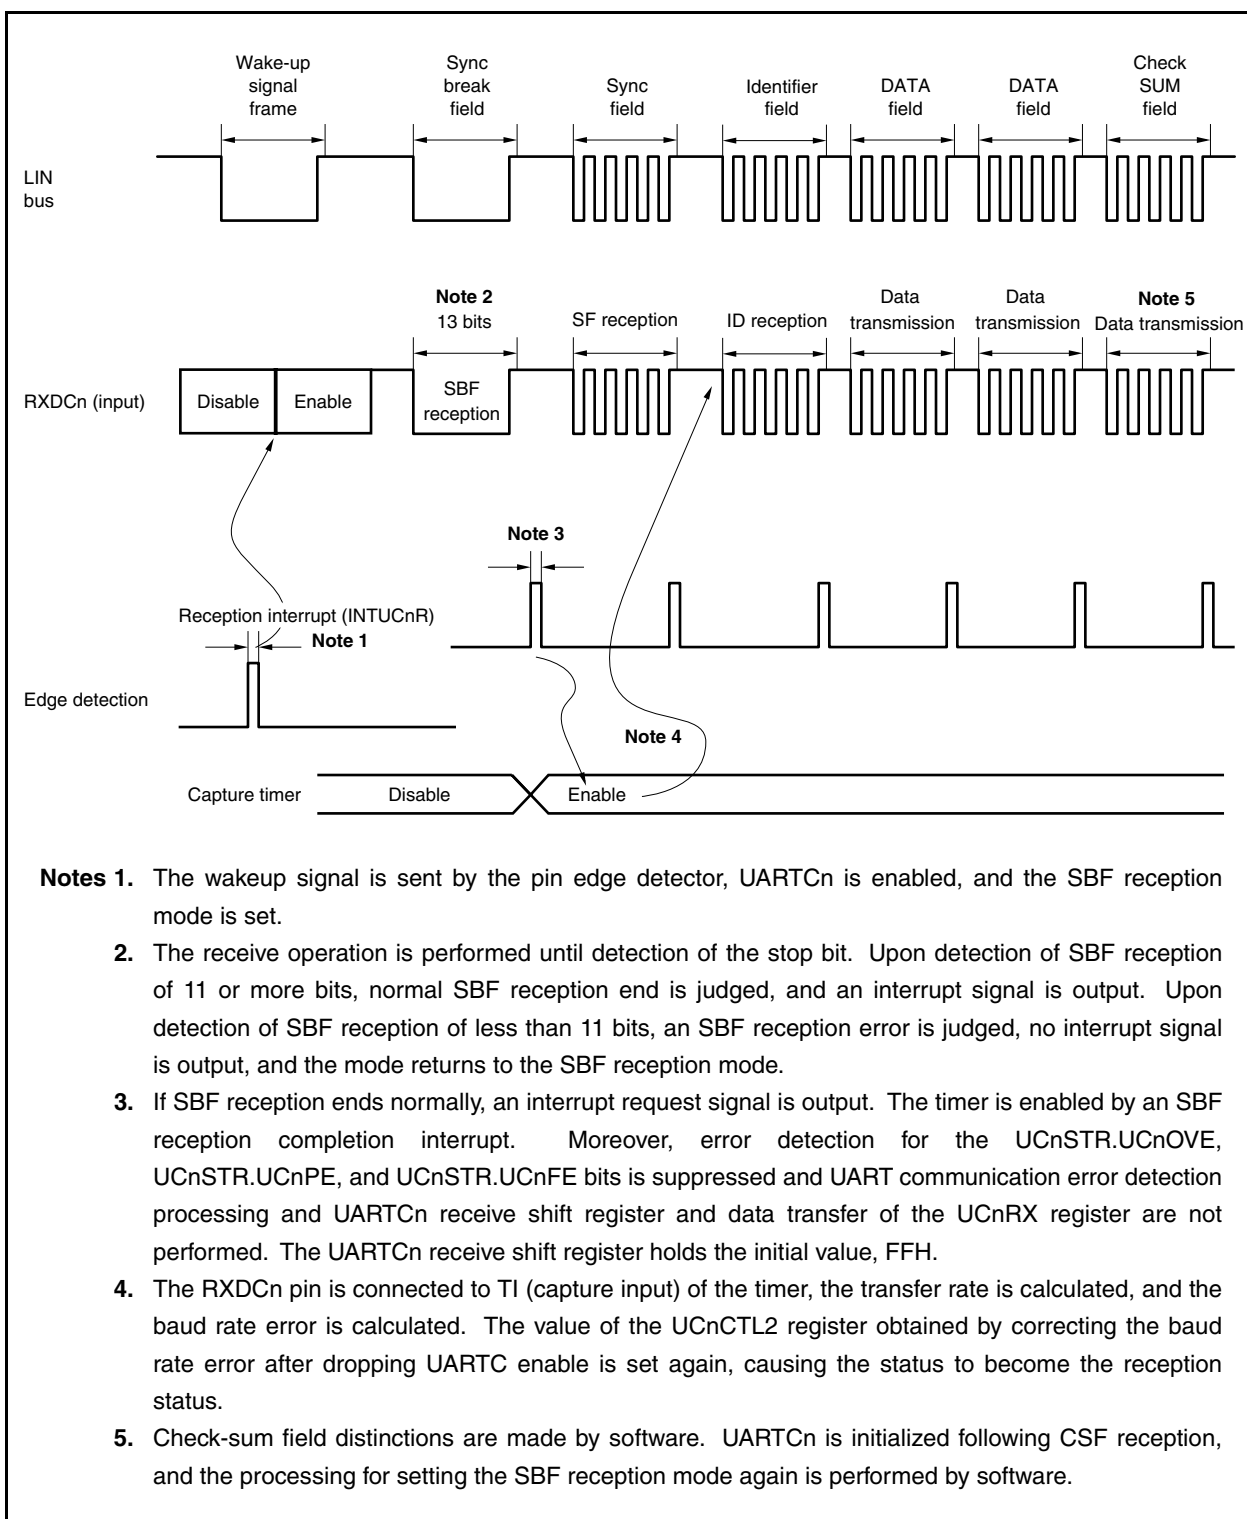 Wake-up
signal
frame
Sync
break
field
Sync
field
Identifier
field
DATA
field
DATA
field
Check
SUM
field
LIN
bus
Note 2
13 bits
SF reception
ID reception
Data
transmission
Data
transmission
Note 5
Data transmission
RXDCn (input)
Disable
Enable
SBF
reception
Note 3
Reception interrupt (INTUCnR)
Note 1
Edge detection
Note 4
Capture timer
Disable
Enable
Notes 1. The wakeup signal is sent by the pin edge detector, UARTCn is enabled, and the SBF reception
mode is set.
2. The receive operation is performed until detection of the stop bit. Upon detection of SBF reception
of 11 or more bits, normal SBF reception end is judged, and an interrupt signal is output. Upon
detection of SBF reception of less than 11 bits, an SBF reception error is judged, no interrupt signal
is output, and the mode returns to the SBF reception mode.
3. If SBF reception ends normally, an interrupt request signal is output. The timer is enabled by an SBF
reception completion interrupt. Moreover, error detection for the UCnSTR.UCnOVE,
UCnSTR.UCnPE, and UCnSTR.UCnFE bits is suppressed and UART communication error detection
processing and UARTCn receive shift register and data transfer of the UCnRX register are not
performed. The UARTCn receive shift register holds the initial value, FFH.
4. The RXDCn pin is connected to TI (capture input) of the timer, the transfer rate is calculated, and the
baud rate error is calculated. The value of the UCnCTL2 register obtained by correcting the baud
rate error after dropping UARTC enable is set again, causing the status to become the reception
status.
5. Check-sum field distinctions are made by software. UARTCn is initialized following CSF reception,
and the processing for setting the SBF reception mode again is performed by software.